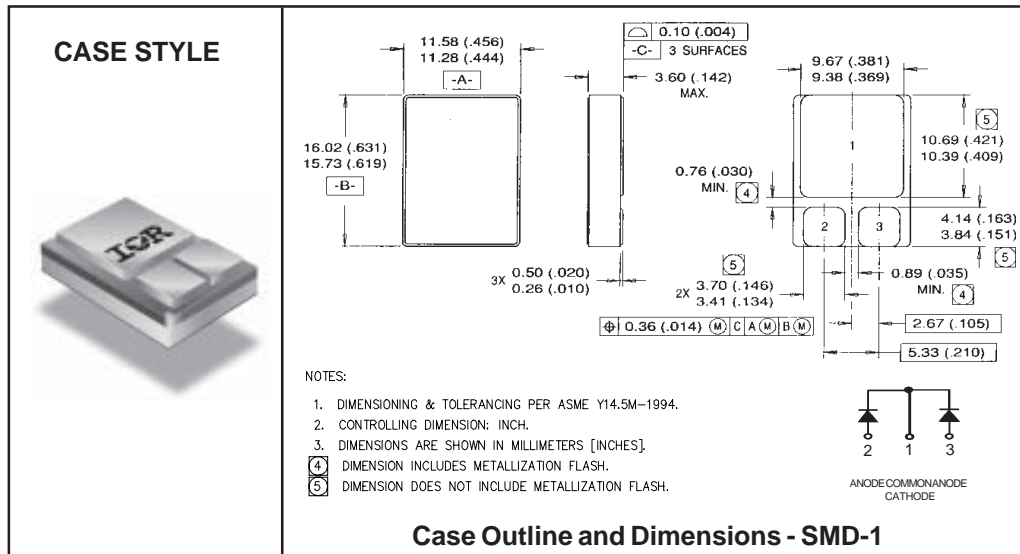 CASE STYLE
IOR
11.58 (.456)
11.28 (.444)
-A-
16.02 (.631)
15.73 (.619)
-B-
0.10 (.004)
-C- 3 SURFACES
3.60 (.142)
MAX.
3X 0.50 (.020)
0.26 (.010)
9.67 (.381)
9.38 (.369)
5
10.69 (.421)
10.39 (.409)
1
0.76 (.030)
MIN. 4
2 3
4.14 (.163)
3.84 (.151)
5
5
2X 3.70 (.146)
3.41 (.134)
0.89 (.035)
MIN. 4
⌖ 0.36 (.014) Ⓜ C A Ⓜ B Ⓜ
2.67 (.105)
5.33 (.210)
NOTES:
1. DIMENSIONING & TOLERANCING PER ASME Y14.5M-1994.
2. CONTROLLING DIMENSION: INCH.
3. DIMENSIONS ARE SHOWN IN MILLIMETERS [INCHES].
4 DIMENSION INCLUDES METALLIZATION FLASH.
5 DIMENSION DOES NOT INCLUDE METALLIZATION FLASH.
2 1 3
ANODE COMMON ANODE
CATHODE
Case Outline and Dimensions - SMD-1